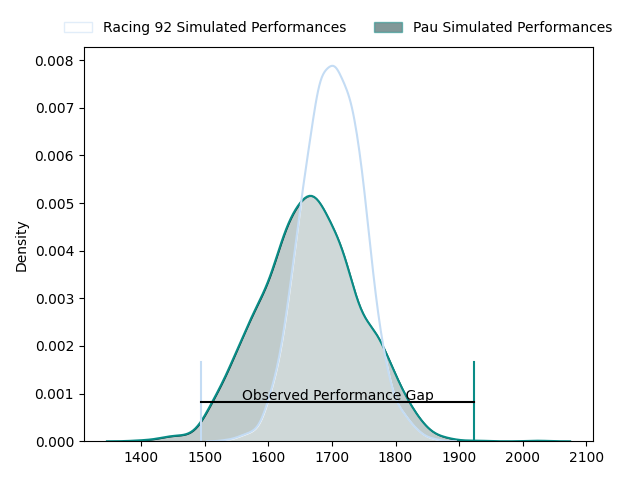 Racing 92 Simulated Performances
Pau Simulated Performances
0.008
0.007
0.006
0.005
0.004
0.003
0.002
0.001
0.000
Density
Observed Performance Gap
1400 1500 1600 1700 1800 1900 2000 2100